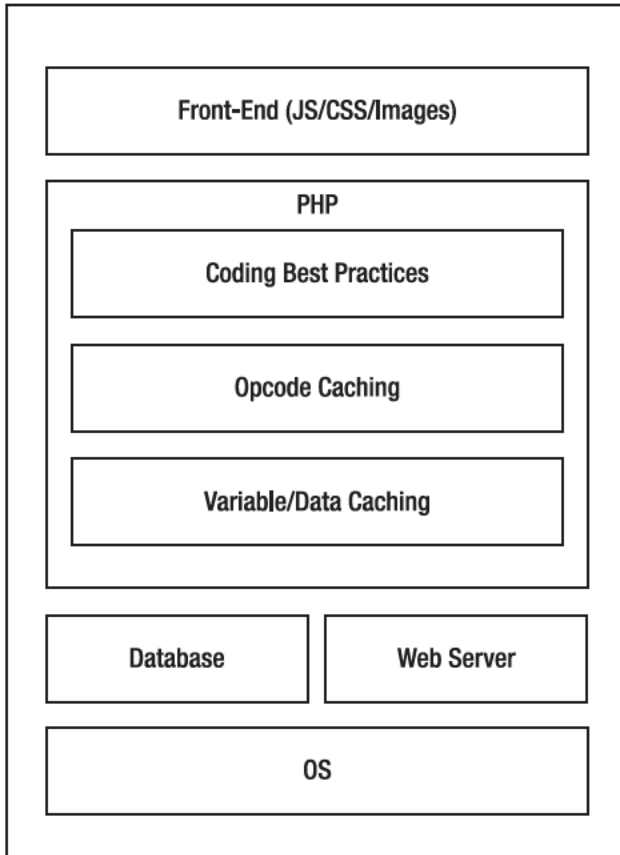 Front-End (JS/CSS/Images)
PHP
Coding Best Practices
Opcode Caching
Variable/Data Caching
Database
Web Server
OS